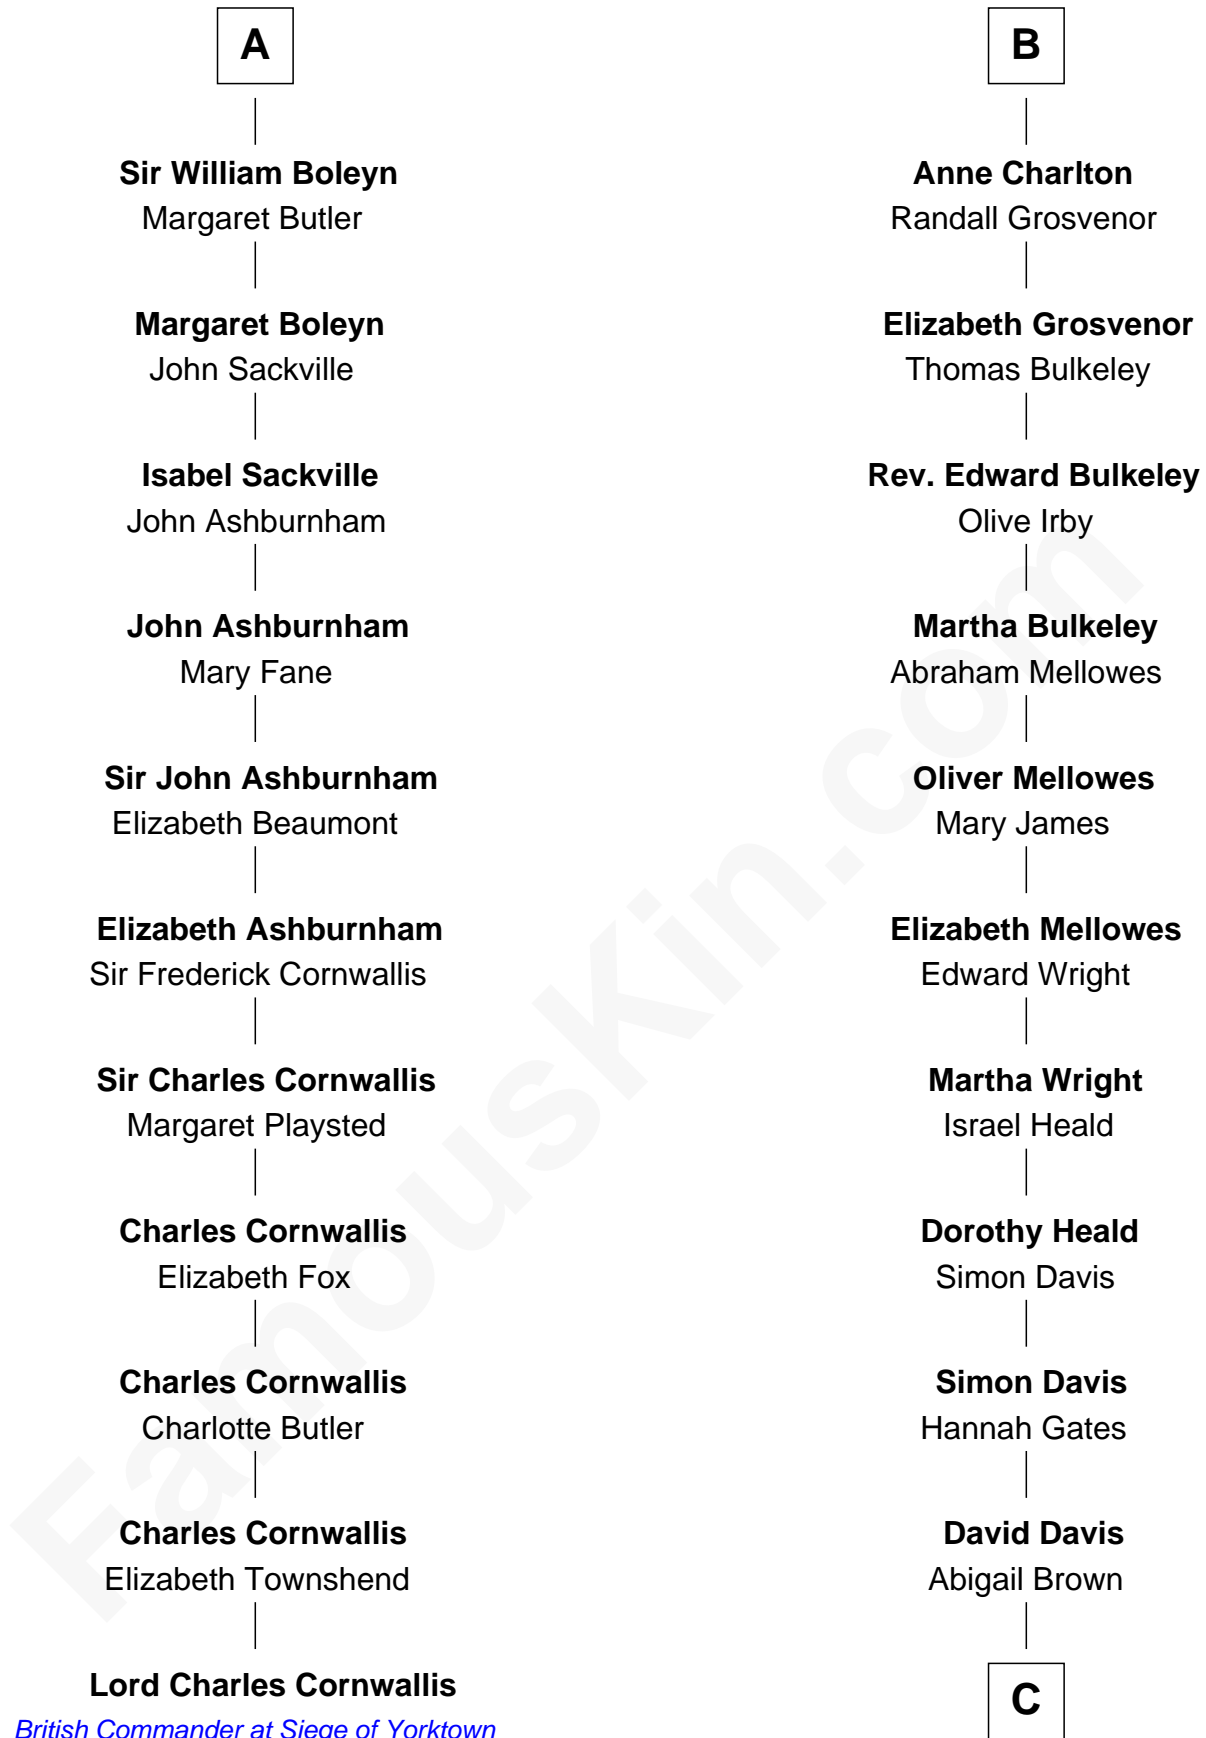 A
Sir William Boleyn
Margaret Butler
Margaret Boleyn
John Sackville
Isabel Sackville
John Ashburnham
John Ashburnham
Mary Fane
Sir John Ashburnham
Elizabeth Beaumont
Elizabeth Ashburnham
Sir Frederick Cornwallis
Sir Charles Cornwallis
Margaret Playsted
Charles Cornwallis
Elizabeth Fox
Charles Cornwallis
Charlotte Butler
Charles Cornwallis
Elizabeth Townshend
Lord Charles Cornwallis
British Commander at Siege of Yorktown
B
Anne Charlton
Randall Grosvenor
Elizabeth Grosvenor
Thomas Bulkeley
Rev. Edward Bulkeley
Olive Irby
Martha Bulkeley
Abraham Mellowes
Oliver Mellowes
Mary James
Elizabeth Mellowes
Edward Wright
Martha Wright
Israel Heald
Dorothy Heald
Simon Davis
Simon Davis
Hannah Gates
David Davis
Abigail Brown
C
FamousKin.com